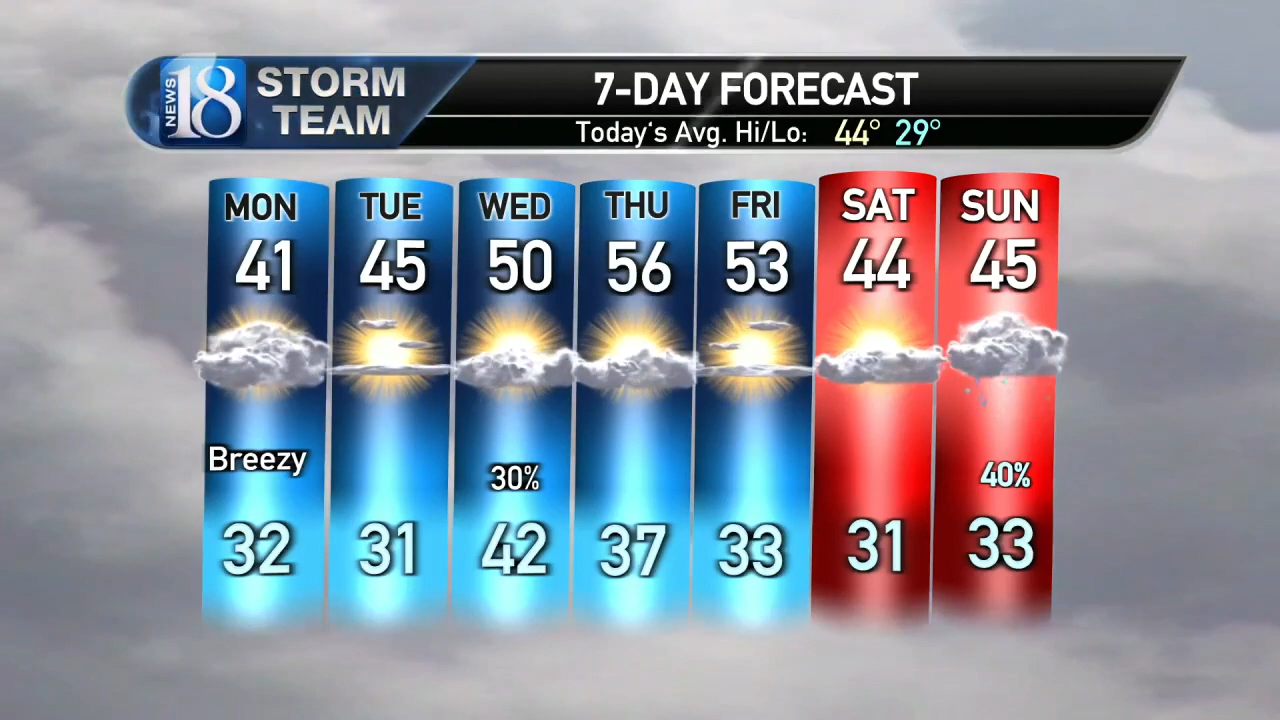 NEWS 18 STORM TEAM
7-DAY FORECAST
Today's Avg. Hi/Lo: 44° 29°
MON TUE WED THU FRI SAT SUN
41 45 50 56 53 44 45
Breezy
30% 40%
32 31 42 37 33 31 33